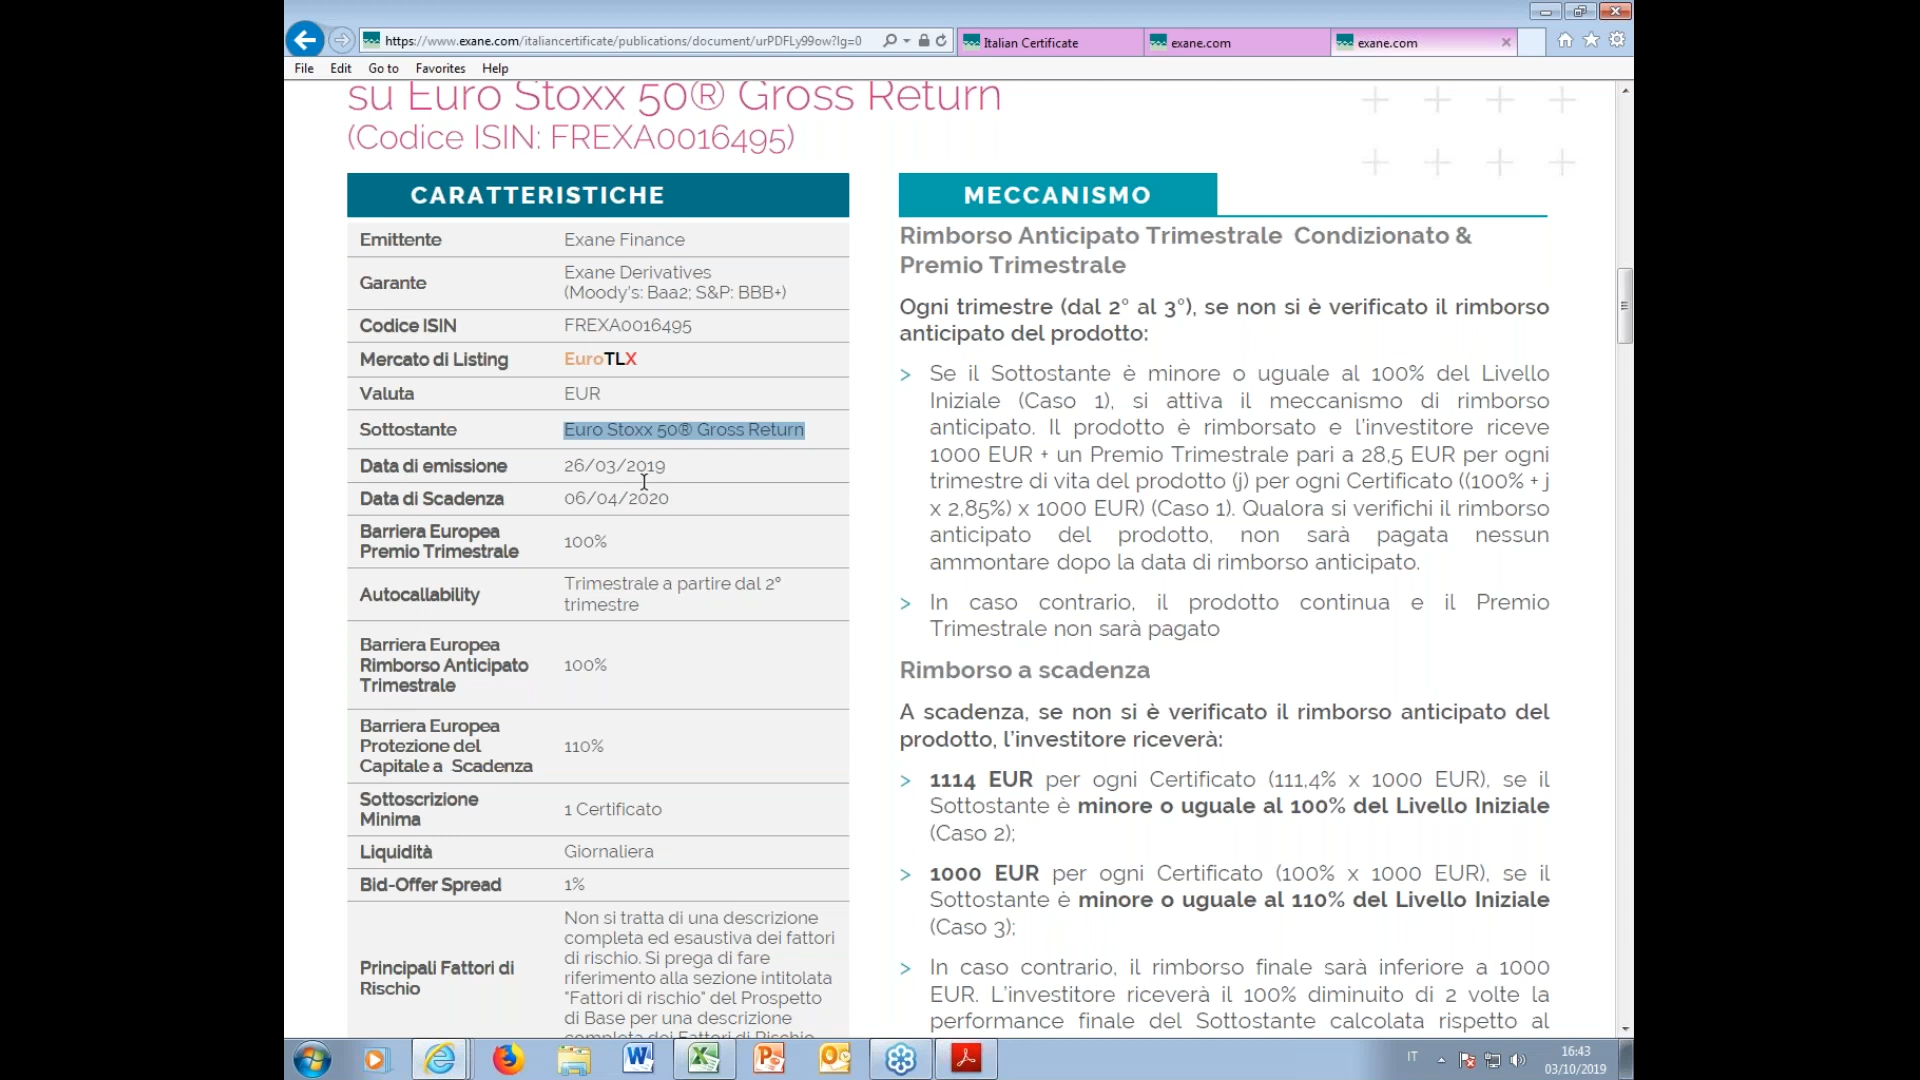 https://www.exane.com/italiancertificate/publications/document/urPDFLy99ow?lg=0
Italian Certificate
exane.com
exane.com
File Edit Go to Favorites Help
su Euro Stoxx 50® Gross Return
(Codice ISIN: FREXA0016495)
CARATTERISTICHE
Emittente Exane Finance
Garante Exane Derivatives
(Moody's: Baa2; S&P: BBB+)
Codice ISIN FREXA0016495
Mercato di Listing EuroTLX
Valuta EUR
Sottostante Euro Stoxx 50® Gross Return
Data di emissione 26/03/2019
Data di Scadenza 06/04/2020
Barriera Europea
Premio Trimestrale 100%
Autocallability Trimestrale a partire dal 2°
trimestre
Barriera Europea
Rimborso Anticipato 100%
Trimestrale
Barriera Europea
Protezione del 110%
Capitale a Scadenza
Sottoscrizione
Minima 1 Certificato
Liquidità Giornaliera
Bid-Offer Spread 1%
Principali Fattori di
Rischio
Non si tratta di una descrizione
completa ed esaustiva dei fattori
di rischio. Si prega di fare
riferimento alla sezione intitolata
"Fattori di rischio" del Prospetto
di Base per una descrizione
completa dei Fattori di Rischio
MECCANISMO
Rimborso Anticipato Trimestrale Condizionato &
Premio Trimestrale
Ogni trimestre (dal 2° al 3°), se non si è verificato il rimborso
anticipato del prodotto:
> Se il Sottostante è minore o uguale al 100% del Livello
Iniziale (Caso 1), si attiva il meccanismo di rimborso
anticipato. Il prodotto è rimborsato e l'investitore riceve
1000 EUR + un Premio Trimestrale pari a 28,5 EUR per ogni
trimestre di vita del prodotto (j) per ogni Certificato ((100% + j
x 2,85%) x 1000 EUR) (Caso 1). Qualora si verifichi il rimborso
anticipato del prodotto, non sarà pagata nessun
ammontare dopo la data di rimborso anticipato.
> In caso contrario, il prodotto continua e il Premio
Trimestrale non sarà pagato
Rimborso a scadenza
A scadenza, se non si è verificato il rimborso anticipato del
prodotto, l'investitore riceverà:
> 1114 EUR per ogni Certificato (111,4% x 1000 EUR), se il
Sottostante è minore o uguale al 100% del Livello Iniziale
(Caso 2);
> 1000 EUR per ogni Certificato (100% x 1000 EUR), se il
Sottostante è minore o uguale al 110% del Livello Iniziale
(Caso 3);
> In caso contrario, il rimborso finale sarà inferiore a 1000
EUR. L'investitore riceverà il 100% diminuito di 2 volte la
performance finale del Sottostante calcolata rispetto al
IT
16:43
03/10/2019